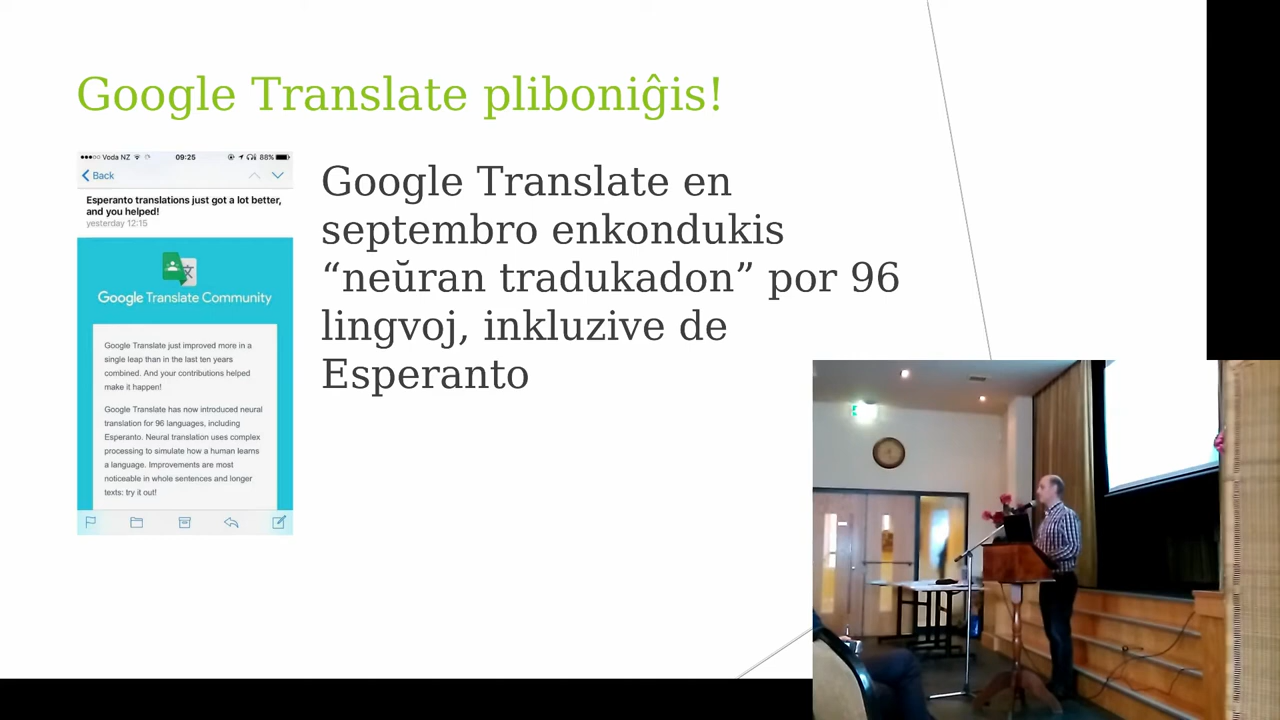 Google Translate pliboniĝis!
Voda NZ 09:25 88%
Back
Esperanto translations just got a lot better,
and you helped!
yesterday 12:15
Google Translate Community
Google Translate just improved more in a
single leap than in the last ten years
combined. And your contributions helped
make it happen!
Google Translate has now introduced neural
translation for 96 languages, including
Esperanto. Neural translation uses complex
processing to simulate how a human learns
a language. Improvements are most
noticeable in whole sentences and longer
texts: try it out!
Google Translate en
septembro enkondukis
“neŭran tradukadon” por 96
lingvoj, inkluzive de
Esperanto